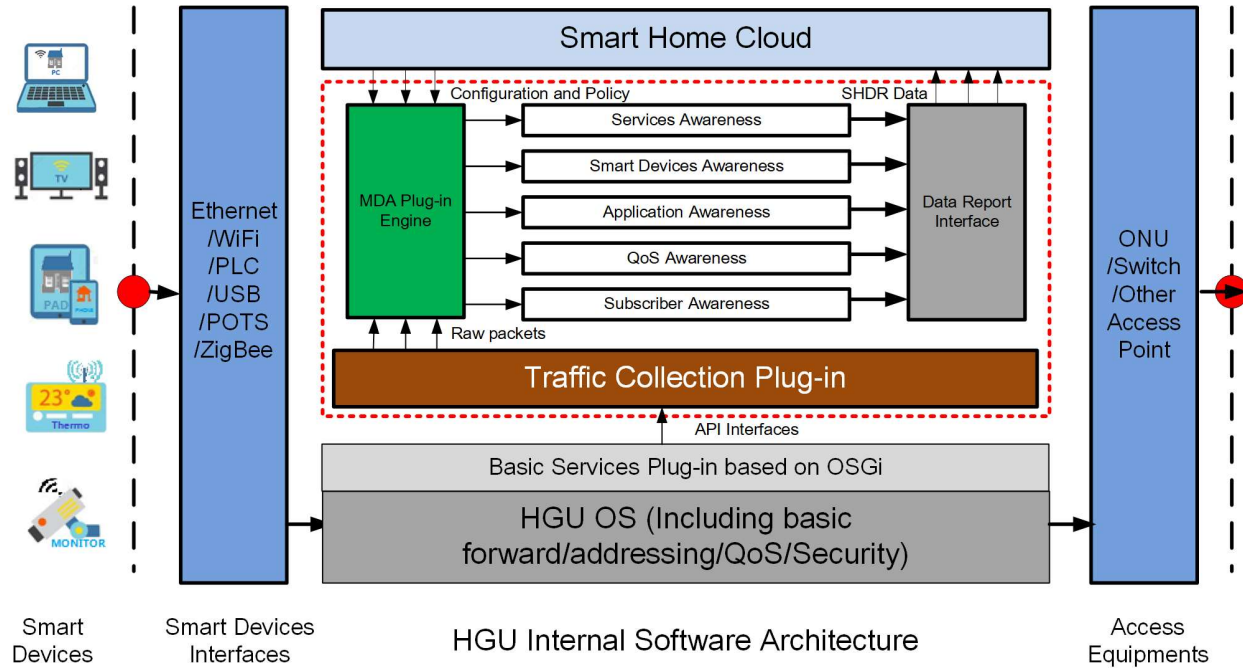 PC
TV
PAD
PHONE
23°
Thermo
MONITOR
Smart
Devices
Ethernet
/WiFi
/PLC
/USB
/POTS
/ZigBee
Smart Devices
Interfaces
Smart Home Cloud
Configuration and Policy
SHDR Data
MDA Plug-in
Engine
Services Awareness
Smart Devices Awareness
Application Awareness
QoS Awareness
Subscriber Awareness
Data Report
Interface
Raw packets
Traffic Collection Plug-in
API Interfaces
Basic Services Plug-in based on OSGi
HGU OS (Including basic
forward/addressing/QoS/Security)
HGU Internal Software Architecture
ONU
/Switch
/Other
Access
Point
Access
Equipments